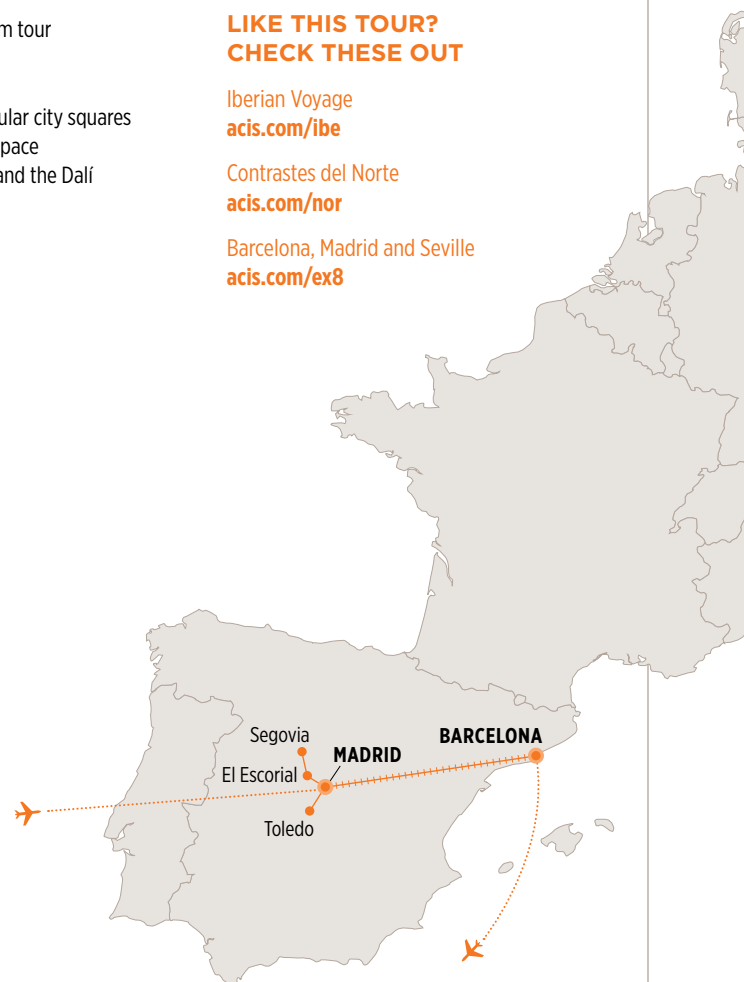 m tour
ular city squares
pace
and the Dalí
LIKE THIS TOUR?
CHECK THESE OUT
Iberian Voyage
acis.com/ibe
Contrastes del Norte
acis.com/nor
Barcelona, Madrid and Seville
acis.com/ex8
Segovia
MADRID
BARCELONA
El Escorial
Toledo